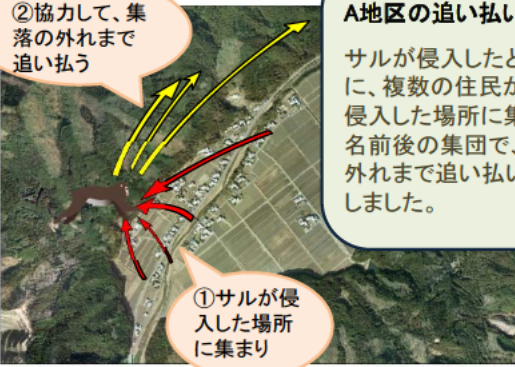 ②協力して、集
落の外れまで
追い払う
A地区の追い払い
サルが侵入したと
に、複数の住民が
侵入した場所に集
名前後の集団で、
外れまで追い払い
しました。
①サルが侵
入した場所
に集まり